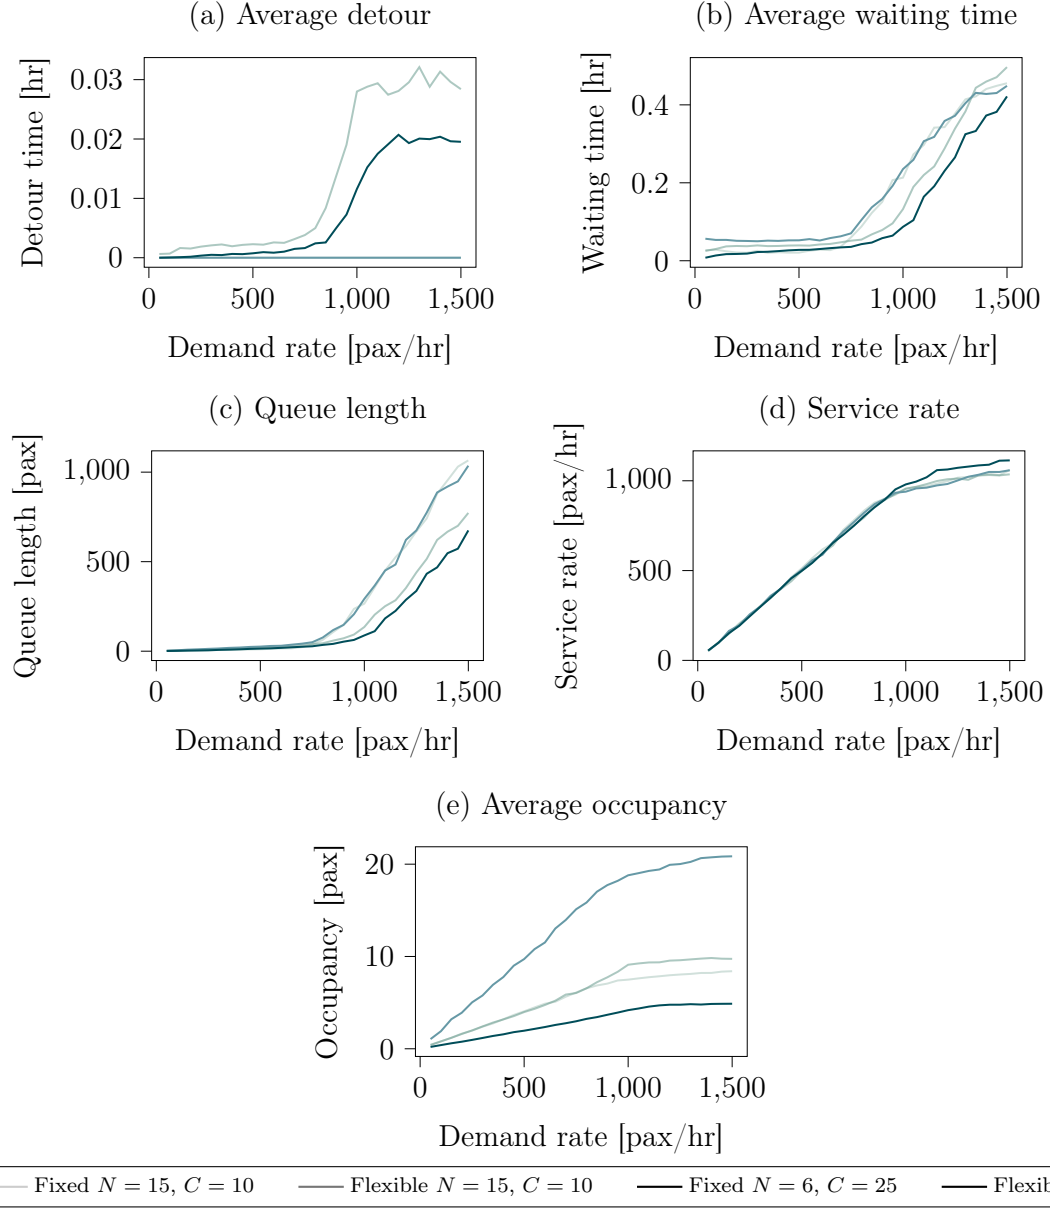 (a) Average detour
Detour time [hr]
0.03
0.02
0.01
0
0 500 1,000 1,500
Demand rate [pax/hr]
(b) Average waiting time
Waiting time [hr]
0.4
0.2
0
0 500 1,000 1,500
Demand rate [pax/hr]
(c) Queue length
Queue length [pax]
1,000
500
0
0 500 1,000 1,500
Demand rate [pax/hr]
(d) Service rate
Service rate [pax/hr]
1,000
500
0
0 500 1,000 1,500
Demand rate [pax/hr]
(e) Average occupancy
Occupancy [pax]
20
10
0
0 500 1,000 1,500
Demand rate [pax/hr]
Fixed N = 15, C = 10 Flexible N = 15, C = 10 Fixed N = 6, C = 25